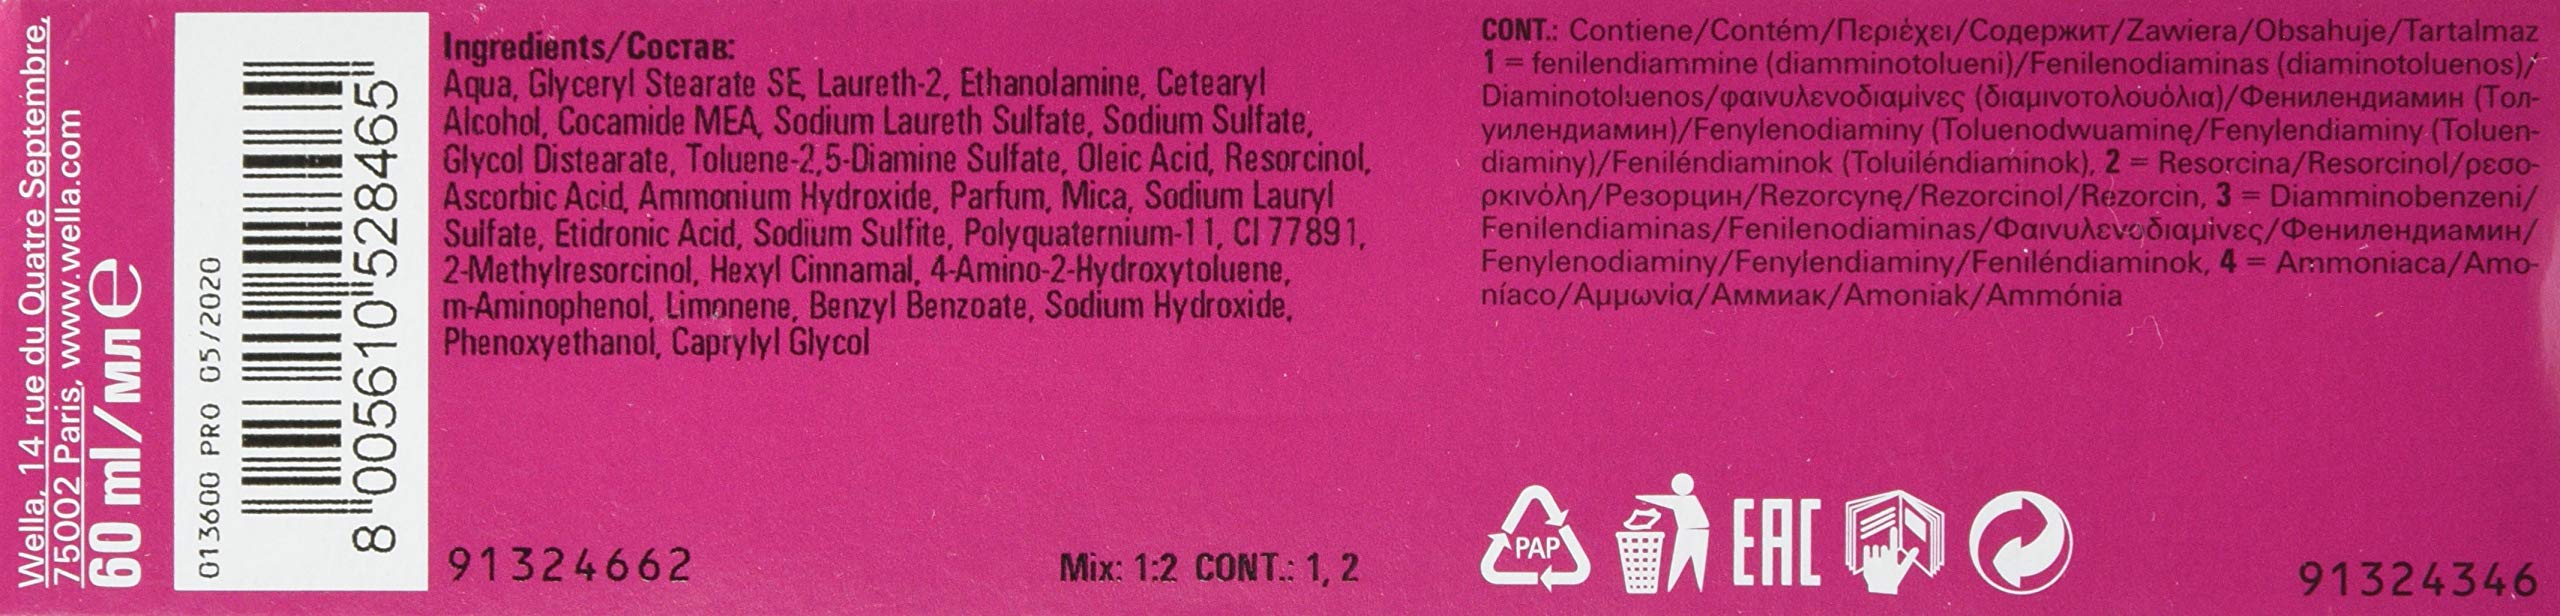 Wella, 14 rue du Quatre Septembre,
75002 Paris, www.wella.com
60 ml/мл e
013600 PRO 05/2020
8"005610"528465"
Ingredients/Состав:
Aqua, Glyceryl Stearate SE, Laureth-2, Ethanolamine, Cetearyl
Alcohol, Cocamide MEA, Sodium Laureth Sulfate, Sodium Sulfate,
Glycol Distearate, Toluene-2,5-Diamine Sulfate, Oleic Acid, Resorcinol,
Ascorbic Acid, Ammonium Hydroxide, Parfum, Mica, Sodium Lauryl
Sulfate, Etidronic Acid, Sodium Sulfite, Polyquaternium-11, CI 77891,
2-Methylresorcinol, Hexyl Cinnamal, 4-Amino-2-Hydroxytoluene,
m-Aminophenol, Limonene, Benzyl Benzoate, Sodium Hydroxide,
Phenoxyethanol, Caprylyl Glycol
91324662
Mix: 1:2 CONT.: 1, 2
CONT.: Contiene/Contém/Περιέχει/Содержит/Zawiera/Obsahuje/Tartalmaz
1 = fenilendiammine (diamminotolueni)/Fenilenodiaminas (diaminotoluenos)/
Diaminotoluenos/φαινυλενοδιαμίνες (διαμινοτολουόλια)/Фенилендиамин (Тол-
уилендиамин)/Fenylenodiaminy (Toluenodwuaminę/Fenylendiaminy (Toluen-
diaminy)/Feniléndiaminok (Toluiléndiaminok), 2 = Resorcina/Resorcinol/ρεσο-
ρκινόλη/Резорцин/Rezorcynę/Rezorcinol/Rezorcin, 3 = Diamminobenzeni/
Fenilendiaminas/Fenilenodiaminas/Φαινυλενοδιαμίνες/Фенилендиамин/
Fenylenodiaminy/Fenylendiaminy/Feniléndiaminok, 4 = Ammoniaca/Amo-
níaco/Αμμωνία/Аммиак/Amoniak/Ammónia
PAP
EAC
91324346